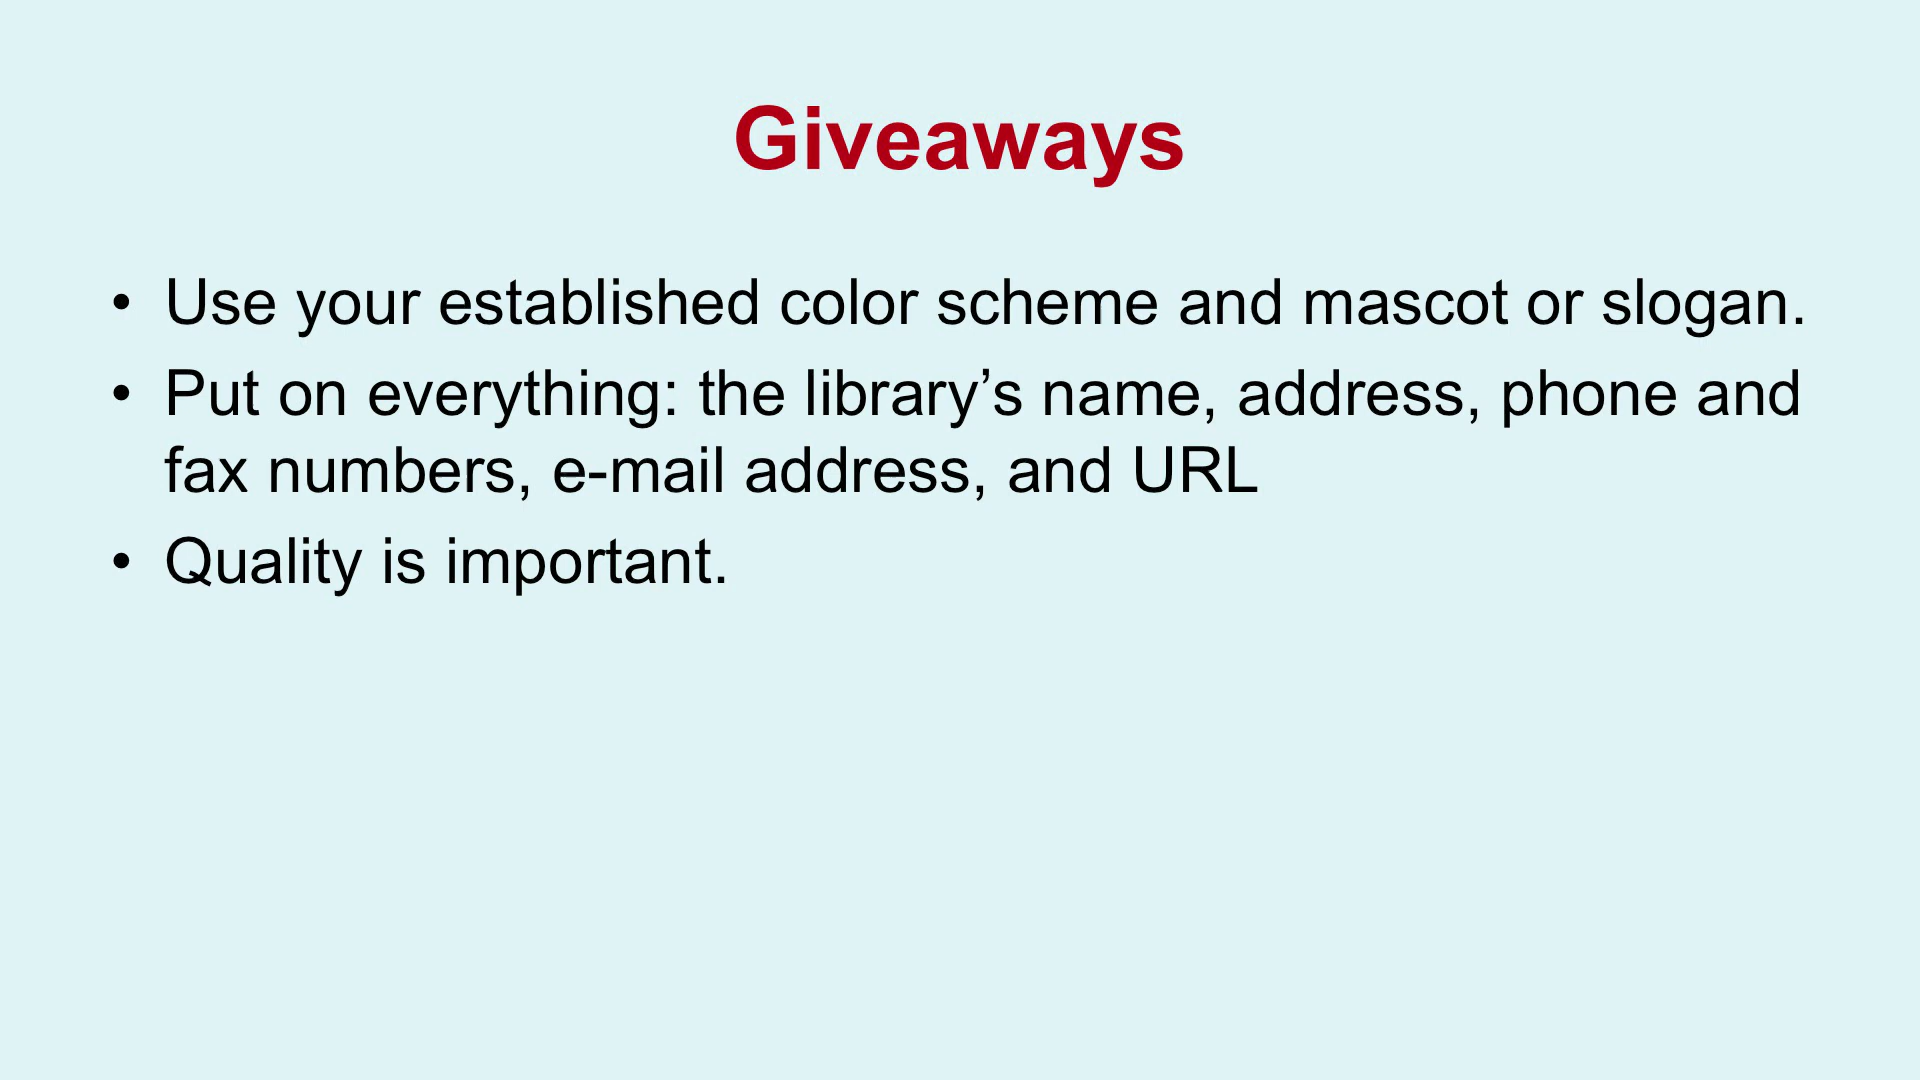 Giveaways
• Use your established color scheme and mascot or slogan.
• Put on everything: the library’s name, address, phone and
fax numbers, e-mail address, and URL
• Quality is important.